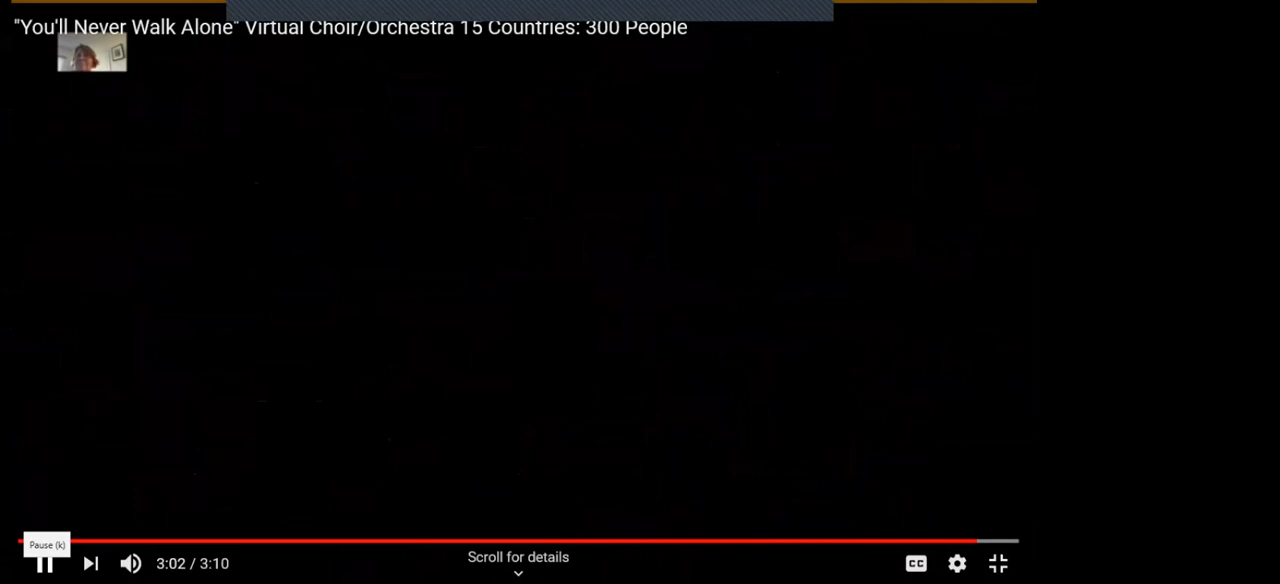 "You'll Never Walk Alone" Virtual Choir/Orchestra 15 Countries: 300 People
Pause (k)
3:02 / 3:10
Scroll for details
CC